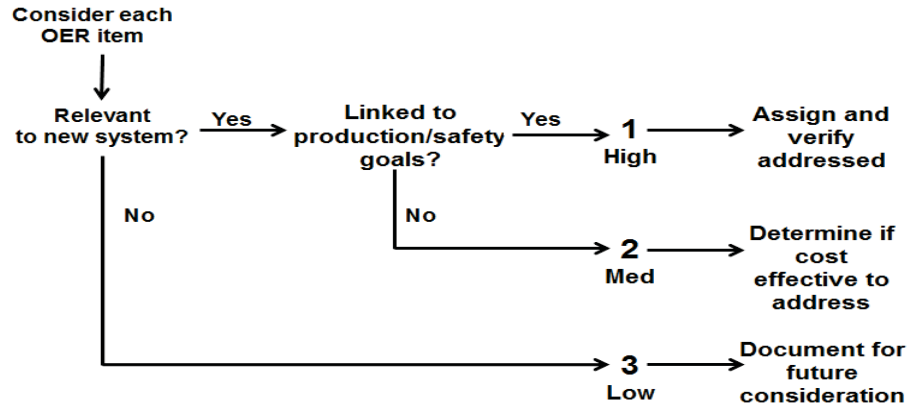 Consider each
OER item
Relevant
to new system?
Yes
Linked to
production/safety
goals?
Yes
1
High
Assign and
verify
addressed
No
No
2
Med
Determine if
cost
effective to
address
3
Low
Document for
future
consideration